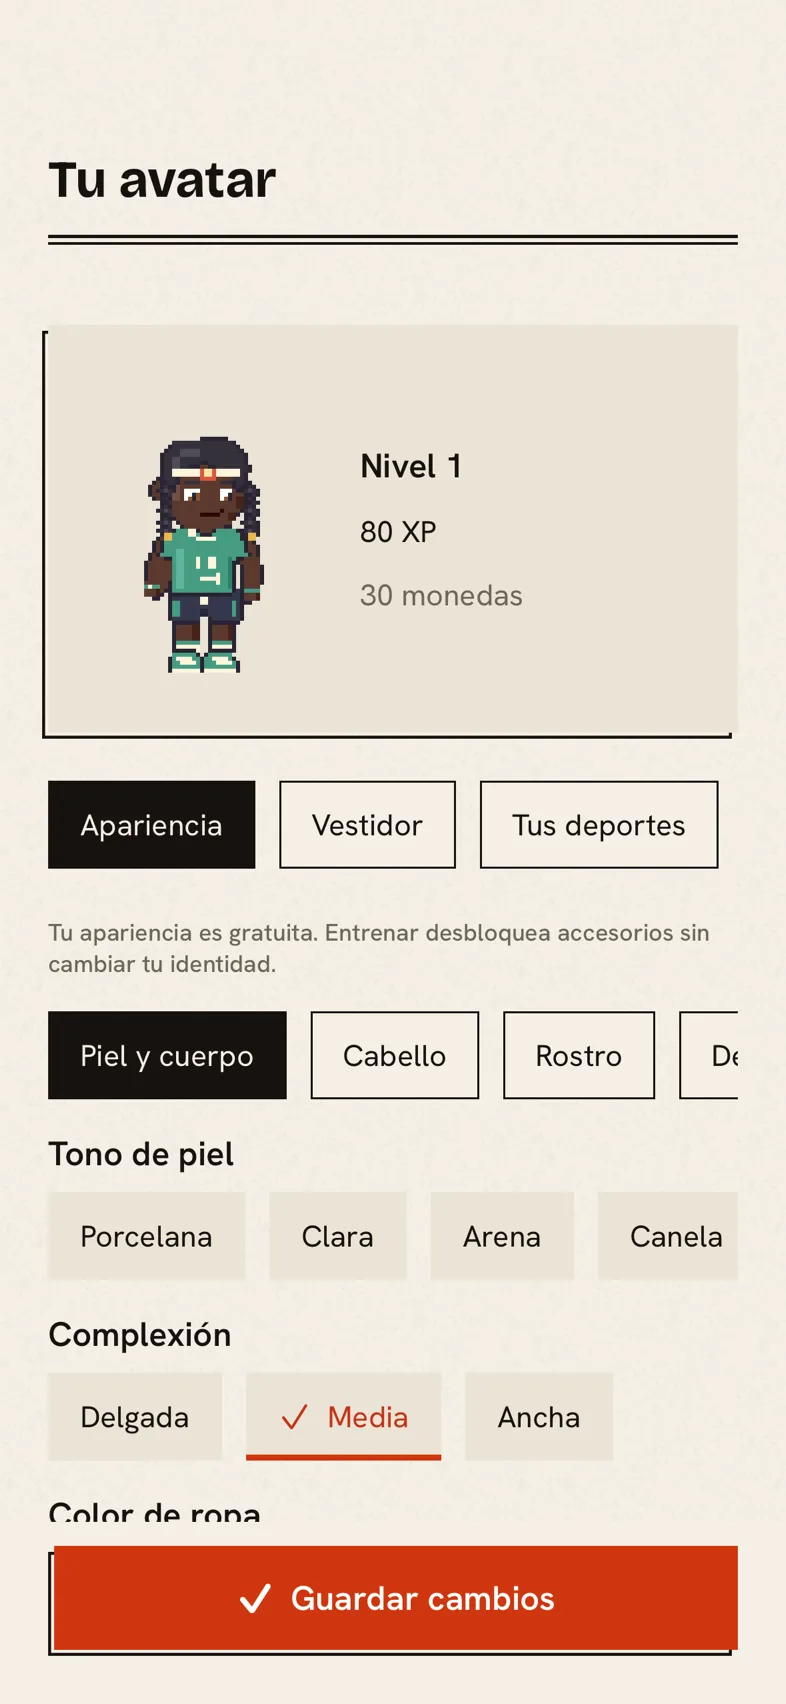 Tu avatar
Nivel 1
80 XP
30 monedas
Apariencia
Vestidor
Tus deportes
Tu apariencia es gratuita. Entrenar desbloquea accesorios sin
cambiar tu identidad.
Piel y cuerpo
Cabello
Rostro
Tono de piel
Porcelana
Clara
Arena
Canela
Complexión
Delgada
Media
Ancha
Color de ropa
Guardar cambios